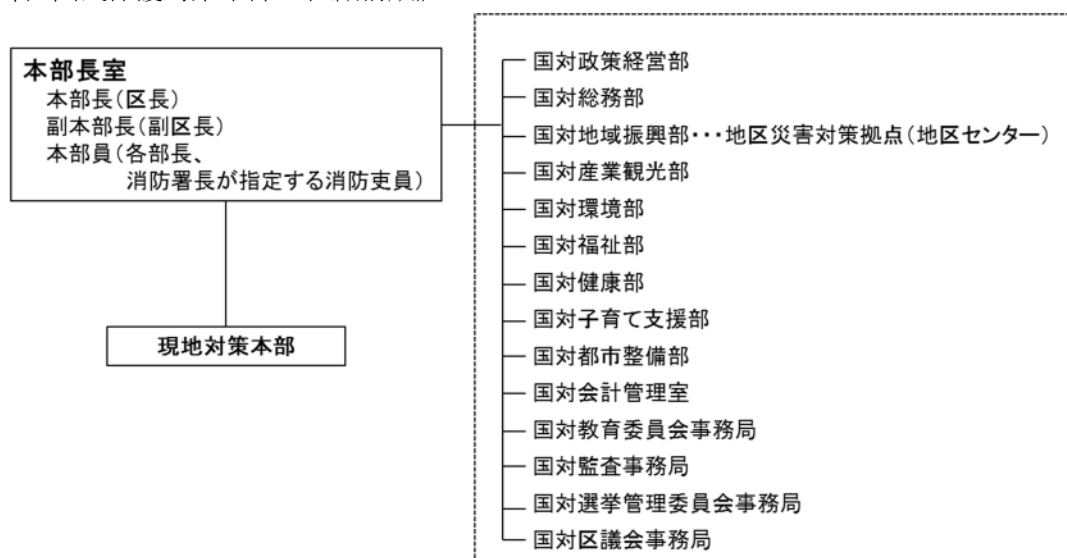 本部長室
本部長(区長)
副本部長(副区長)
本部員(各部長、
消防署長が指定する消防吏員)
現地対策本部
国対政策経営部
国対総務部
国対地域振興部・・・地区災害対策拠点(地区センター)
国対産業観光部
国対環境部
国対福祉部
国対健康部
国対子育て支援部
国対都市整備部
国対会計管理室
国対教育委員会事務局
国対監査事務局
国対選挙管理委員会事務局
国対区議会事務局